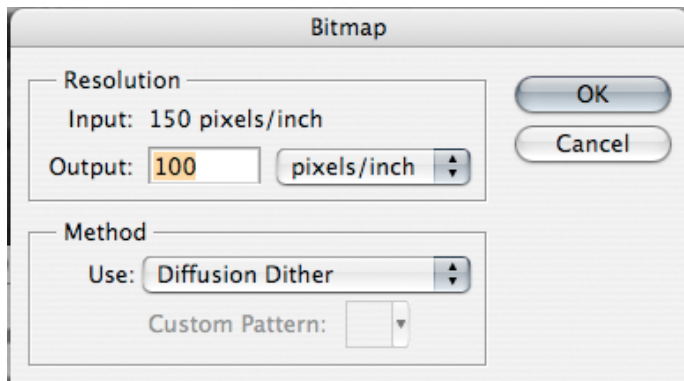 Bitmap
Resolution
Input: 150 pixels/inch
Output: 100 pixels/inch
OK
Cancel
Method
Use: Diffusion Dither
Custom Pattern: